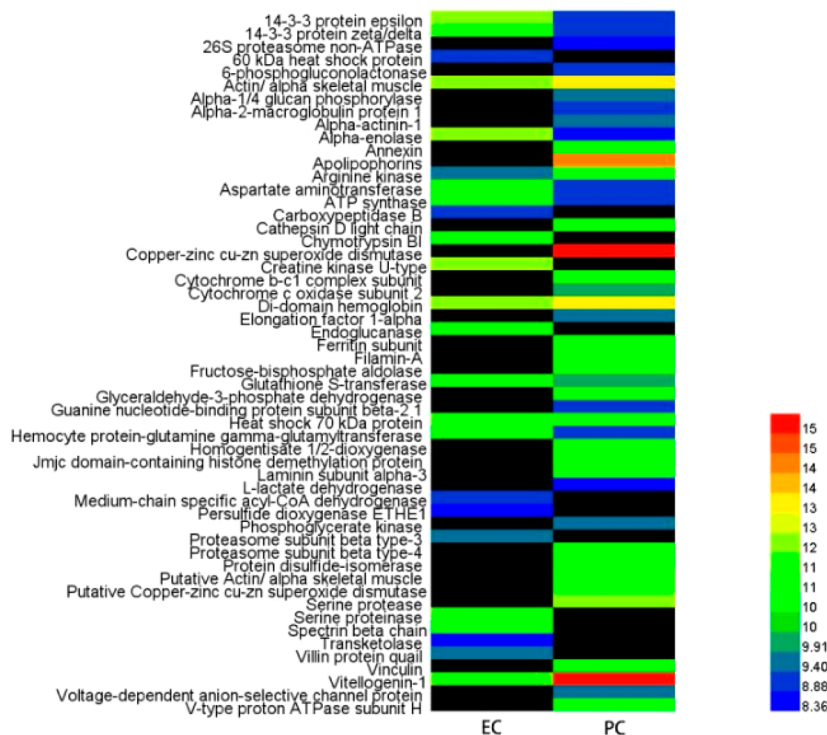 14-3-3 protein epsilon
14-3-3 protein zeta/delta
26S proteasome non-ATPase
60 kDa heat shock protein
6-phosphogluconolactonase
Actin/ alpha skeletal muscle
Alpha-1/4 glucan phosphorylase
Alpha-2-macroglobulin protein 1
Alpha-actinin-1
Alpha-enolase
Annexin
Apolipophorins
Arginine kinase
Aspartate aminotransferase
ATP synthase
Carboxypeptidase B
Cathepsin D light chain
Chymotrypsin BI
Copper-zinc cu-zn superoxide dismutase
Creatine kinase U-type
Cytochrome b-c1 complex subunit
Cytochrome c oxidase subunit 2
Di-domain hemoglobin
Elongation factor 1-alpha
Endoglucanase
Ferritin subunit
Filamin-A
Fructose-bisphosphate aldolase
Glutathione S-transferase
Glyceraldehyde-3-phosphate dehydrogenase
Guanine nucleotide-binding protein subunit beta-2 1
Heat shock 70 kDa protein
Hemocyte protein-glutamine gamma-glutamyltransferase
Homogentisate 1/2-dioxygenase
Jmjc domain-containing histone demethylation protein
Laminin subunit alpha-3
L-lactate dehydrogenase
Medium-chain specific acyl-CoA dehydrogenase
Persulfide dioxygenase ETHE1
Phosphoglycerate kinase
Proteasome subunit beta type-3
Proteasome subunit beta type-4
Protein disulfide-isomerase
Putative Actin/ alpha skeletal muscle
Putative Copper-zinc cu-zn superoxide dismutase
Serine protease
Serine proteinase
Spectrin beta chain
Transketolase
Villin protein quail
Vinculin
Vitellogenin-1
Voltage-dependent anion-selective channel protein
V-type proton ATPase subunit H
EC PC
15
15
14
14
13
13
12
11
11
10
10
9.91
9.40
8.88
8.36